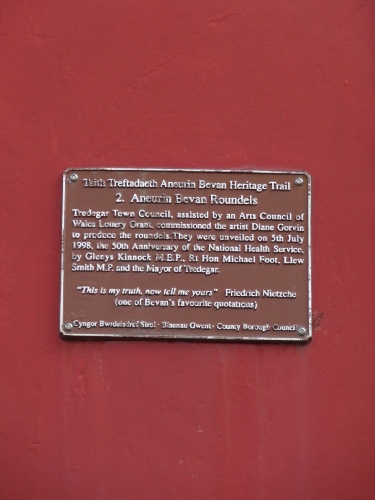 Taith Treftadaeth Aneurin Bevan Heritage Trail
2. Aneurin Bevan Roundels
Tredegar Town Council, assisted by an Arts Council of
Wales Lottery Grant, commissioned the artist Diane Gorvin
to produce the roundels. They were unveiled on 5th July
1998, the 50th Anniversary of the National Health Service,
by Glenys Kinnock M.E.P., Rt Hon Michael Foot, Llew
Smith M.P. and the Mayor of Tredegar.
"This is my truth, now tell me yours" Friedrich Nietzche
(one of Bevan's favourite quotations)
Cyngor Bwrdeisdref Sirol · Blaenau Gwent · County Borough Council